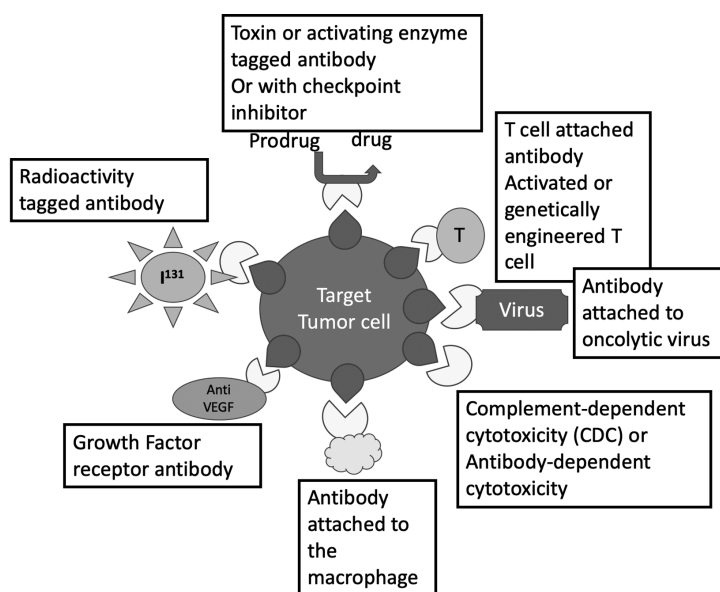 Toxin or activating enzyme
tagged antibody
Or with checkpoint
inhibitor
Prodrug drug
T cell attached
antibody
Activated or
genetically
engineered T
cell
Radioactivity
tagged antibody
T
I¹³¹
Target
Tumor cell
Virus
Antibody
attached to
oncolytic virus
Anti
VEGF
Growth Factor
receptor antibody
Complement-dependent
cytotoxicity (CDC) or
Antibody-dependent
cytotoxicity
Antibody
attached to
the
macrophage